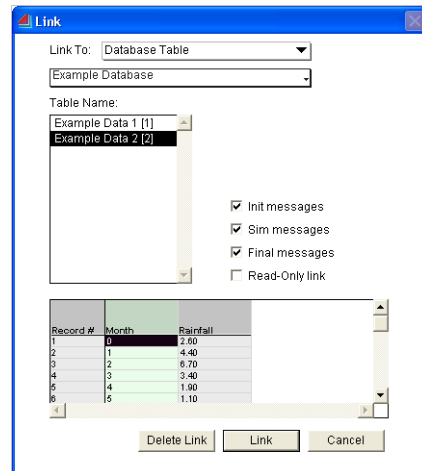 Link
Link To: Database Table
Example Database
Table Name:
Example Data 1 [1]
Example Data 2 [2]
Init messages
Sim messages
Final messages
Read-Only link
Record # Month Rainfall
1 0 2.60
2 1 4.40
3 2 6.70
4 3 3.40
5 4 1.90
6 5 1.10
Delete Link Link Cancel